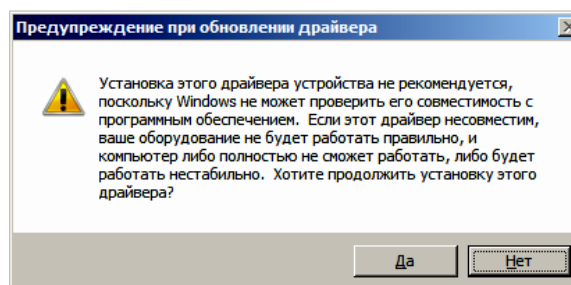 Предупреждение при обновлении драйвера
Установка этого драйвера устройства не рекомендуется,
поскольку Windows не может проверить его совместимость с
программным обеспечением. Если этот драйвер несовместим,
ваше оборудование не будет работать правильно, и
компьютер либо полностью не сможет работать, либо будет
работать нестабильно. Хотите продолжить установку этого
драйвера?
Да
Нет